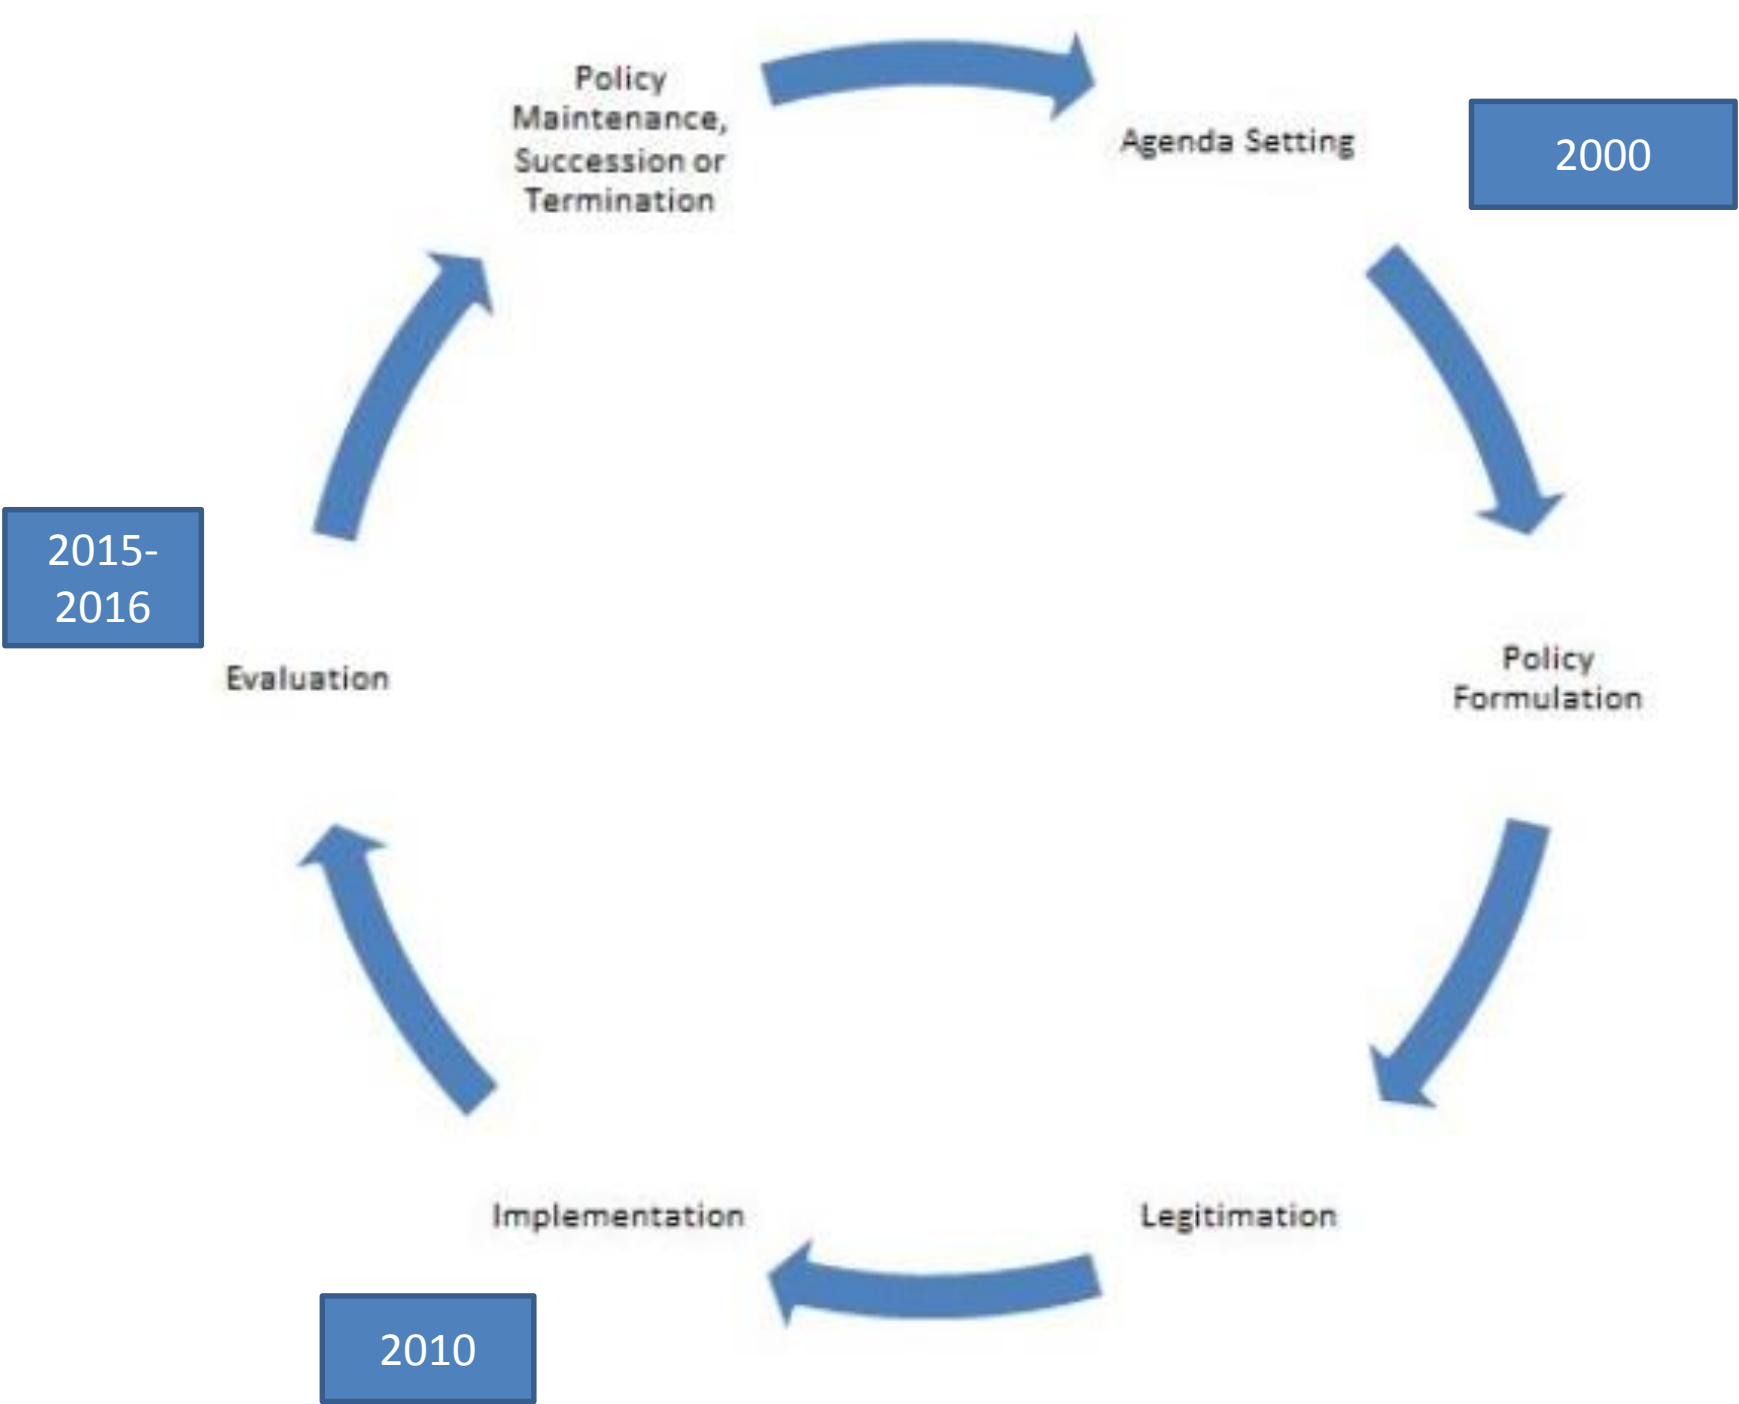 Policy
Maintenance,
Succession or
Termination
Agenda Setting
2000
Policy
Formulation
Legitimation
Implementation
2010
Evaluation
2015-
2016